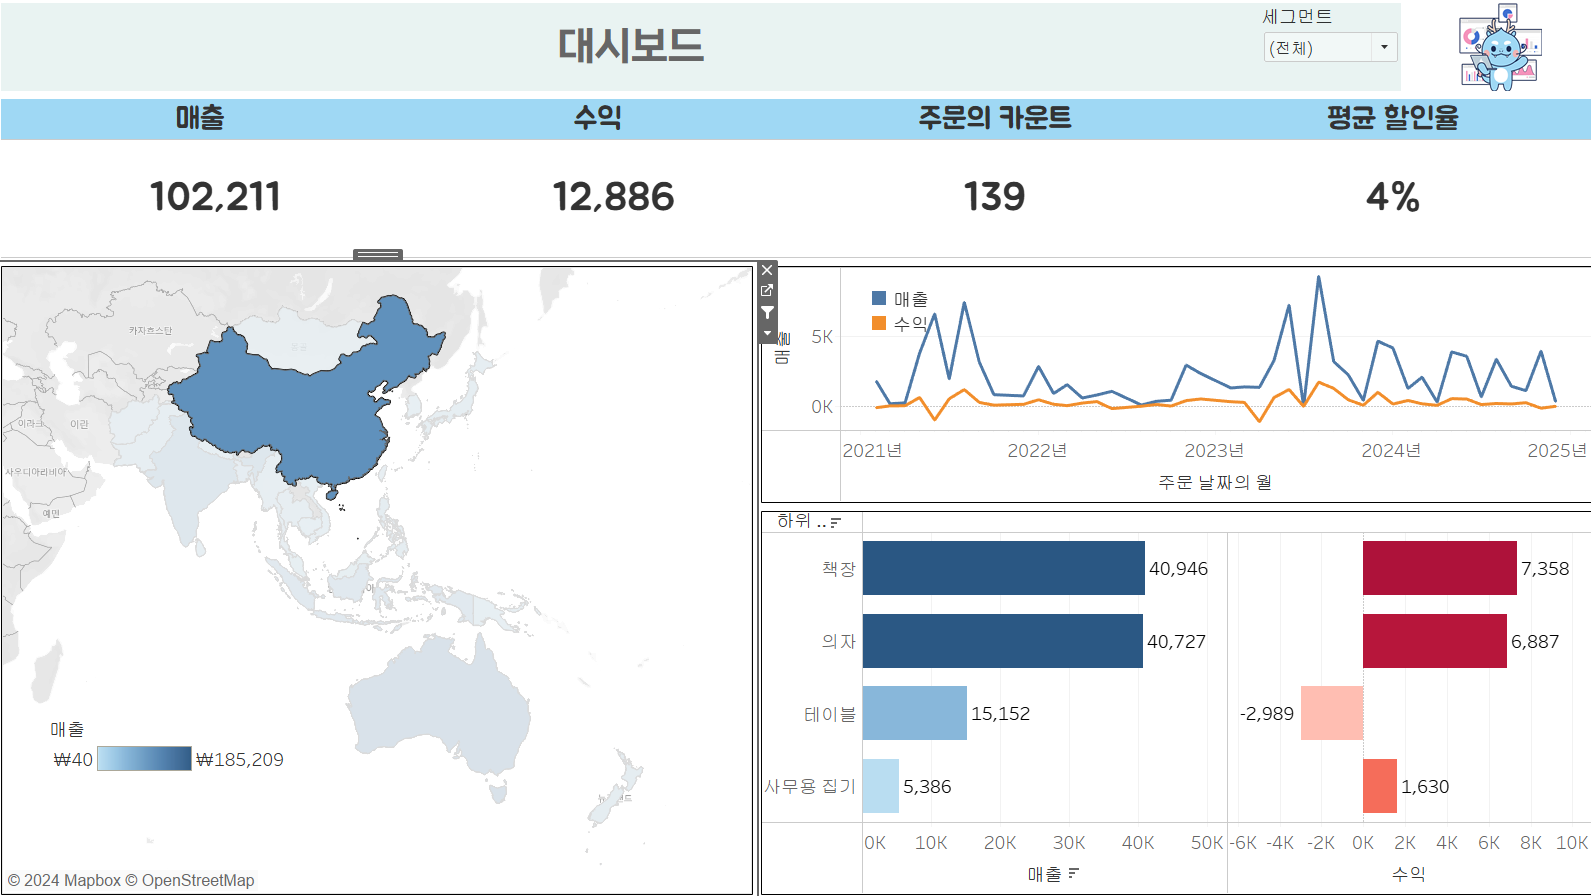 대시보드
세그먼트
(전체)
매출
수익
주문의 카운트
평균 할인율
102,211
12,886
139
4%
카자흐스탄
몽골
이라크
이란
사우디아라비아
예멘
매출
₩40
₩185,209
© 2024 Mapbox © OpenStreetMap
매출
수익
5K
0K
2021년
2022년
2023년
2024년
2025년
주문 날짜의 월
하위 ..
책장
40,946
7,358
의자
40,727
6,887
테이블
15,152
-2,989
사무용 집기
5,386
1,630
0K
10K
20K
30K
40K
50K
-6K
-4K
-2K
0K
2K
4K
6K
8K
10K
매출
수익